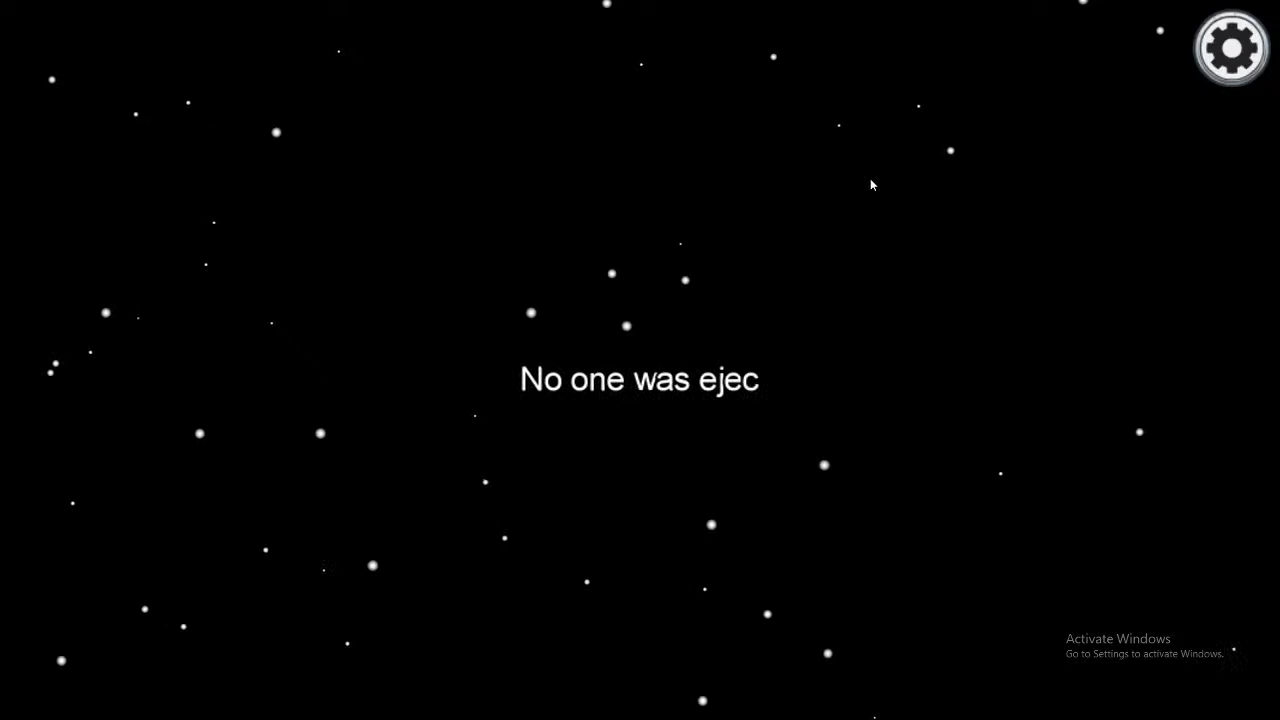 No one was ejec
Activate Windows
Go to Settings to activate Windows.